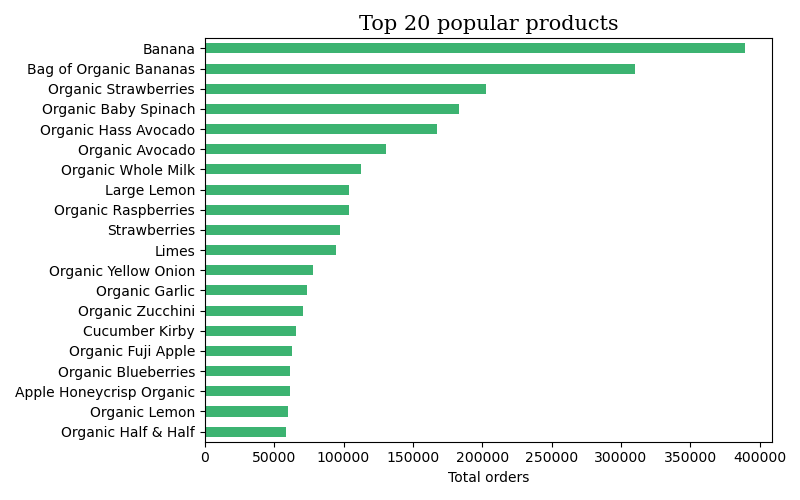 Top 20 popular products
Banana
Bag of Organic Bananas
Organic Strawberries
Organic Baby Spinach
Organic Hass Avocado
Organic Avocado
Organic Whole Milk
Large Lemon
Organic Raspberries
Strawberries
Limes
Organic Yellow Onion
Organic Garlic
Organic Zucchini
Cucumber Kirby
Organic Fuji Apple
Organic Blueberries
Apple Honeycrisp Organic
Organic Lemon
Organic Half & Half
0 50000 100000 150000 200000 250000 300000 350000 400000
Total orders